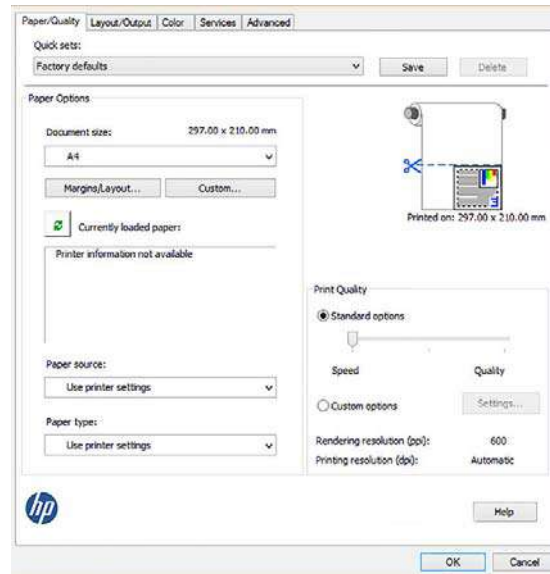 Paper/Quality Layout/Output Color Services Advanced
Quick sets:
Factory defaults Save Delete
Paper Options
Document size: 297.00 x 210.00 mm
A4
Margins/Layout... Custom...
Currently loaded paper:
Printer information not available
Paper source:
Use printer settings
Paper type:
Use printer settings
Printed on: 297.00 x 210.00 mm
Print Quality
Standard options
Speed Quality
Custom options Settings...
Rendering resolution (ppi): 600
Printing resolution (dpi): Automatic
hp
Help
OK Cancel